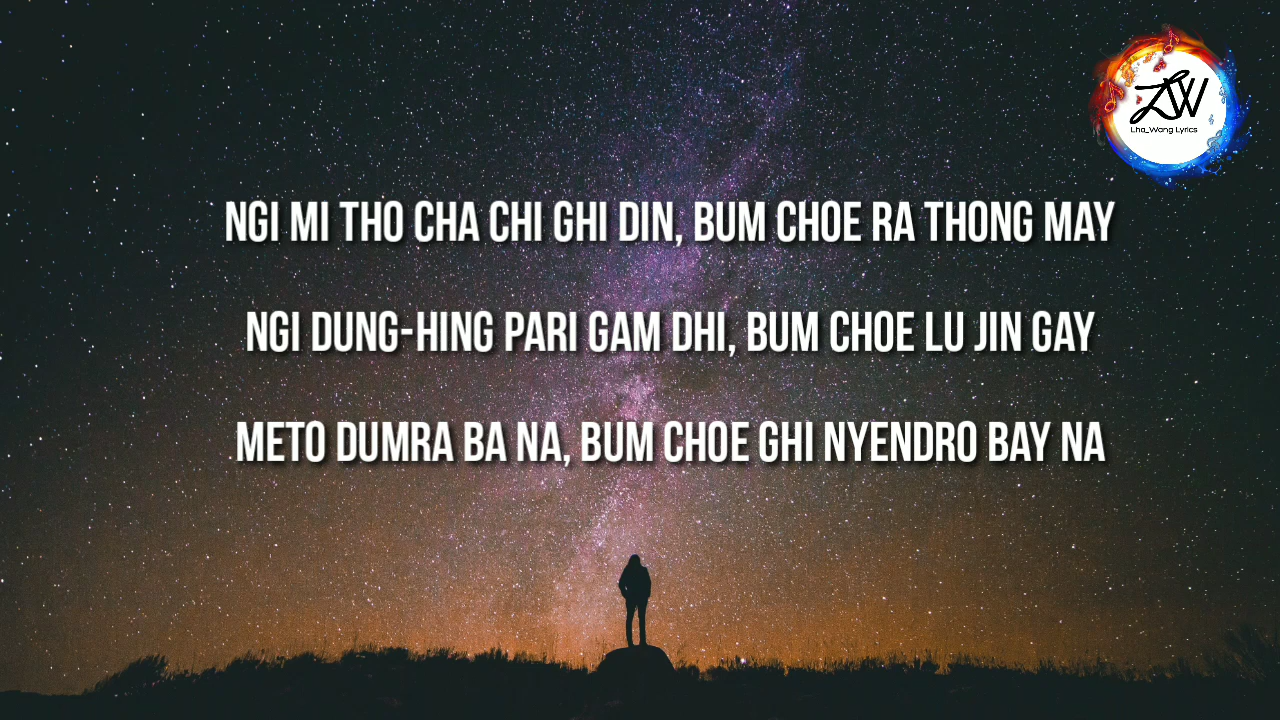 LW
Lha_Wang Lyrics
NGI MI THO CHA CHI GHI DIN, BUM CHOE RA THONG MAY
NGI DUNG-HING PARI GAM DHI, BUM CHOE LU JIN GAY
METO DUMRA BA NA, BUM CHOE GHI NYENDRO BAY NA